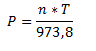 P = n * T / 973,8